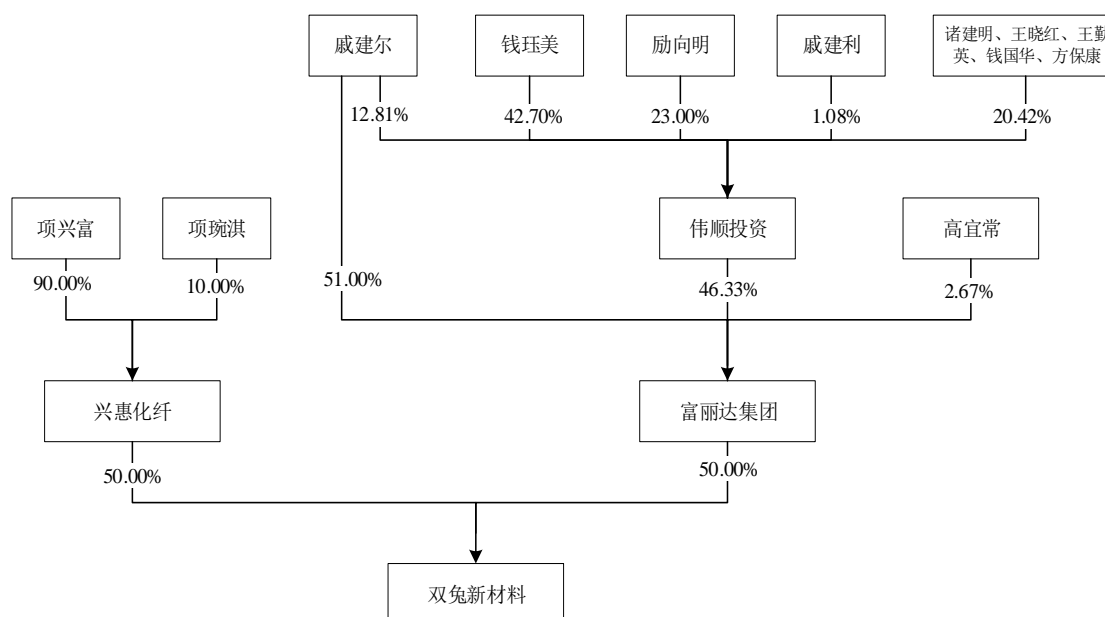 戚建尔
钱珏美
励向明
戚建利
诸建明、王晓红、王勤
英、钱国华、方保康
12.81%
42.70%
23.00%
1.08%
20.42%
项兴富
项琬淇
伟顺投资
高宜常
90.00%
10.00%
51.00%
46.33%
2.67%
兴惠化纤
富丽达集团
50.00%
50.00%
双兔新材料